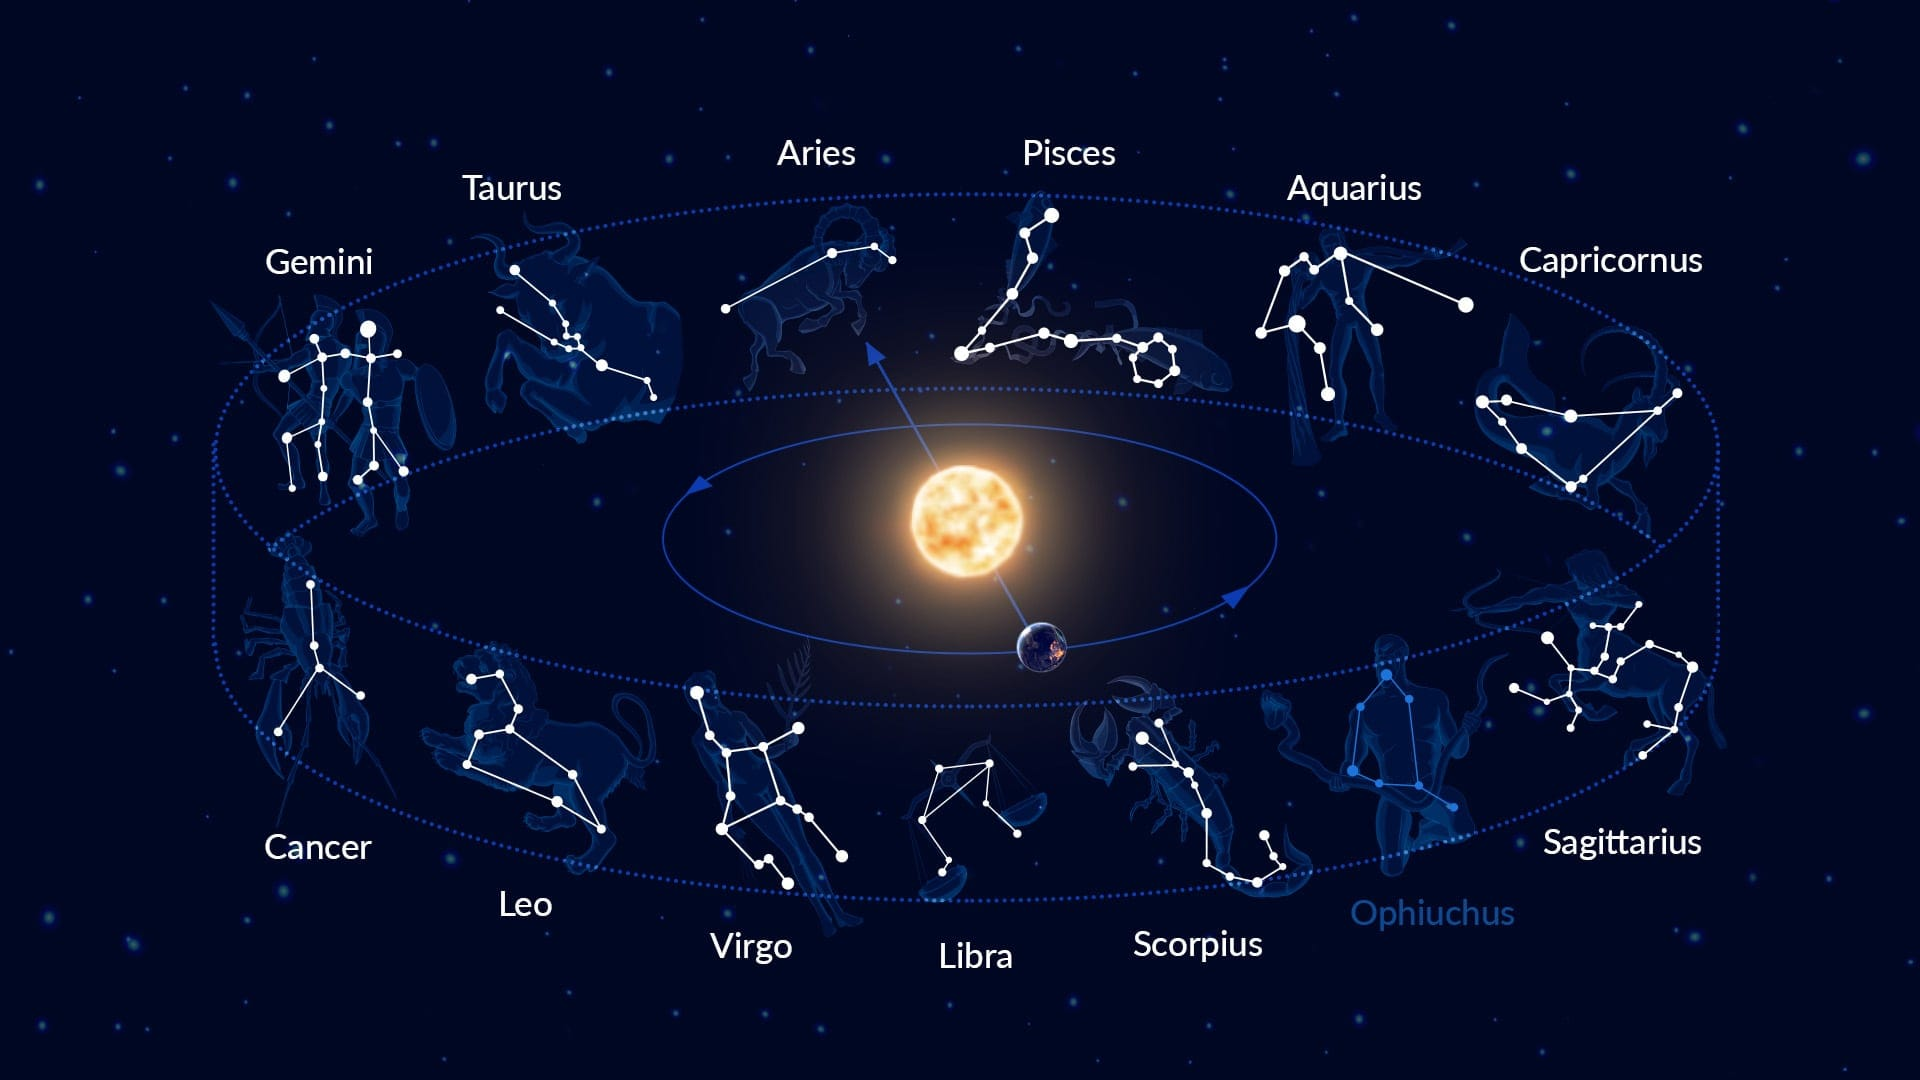 Aries
Pisces
Taurus
Aquarius
Gemini
Capricornus
Cancer
Sagittarius
Leo
Ophiuchus
Virgo
Libra
Scorpius